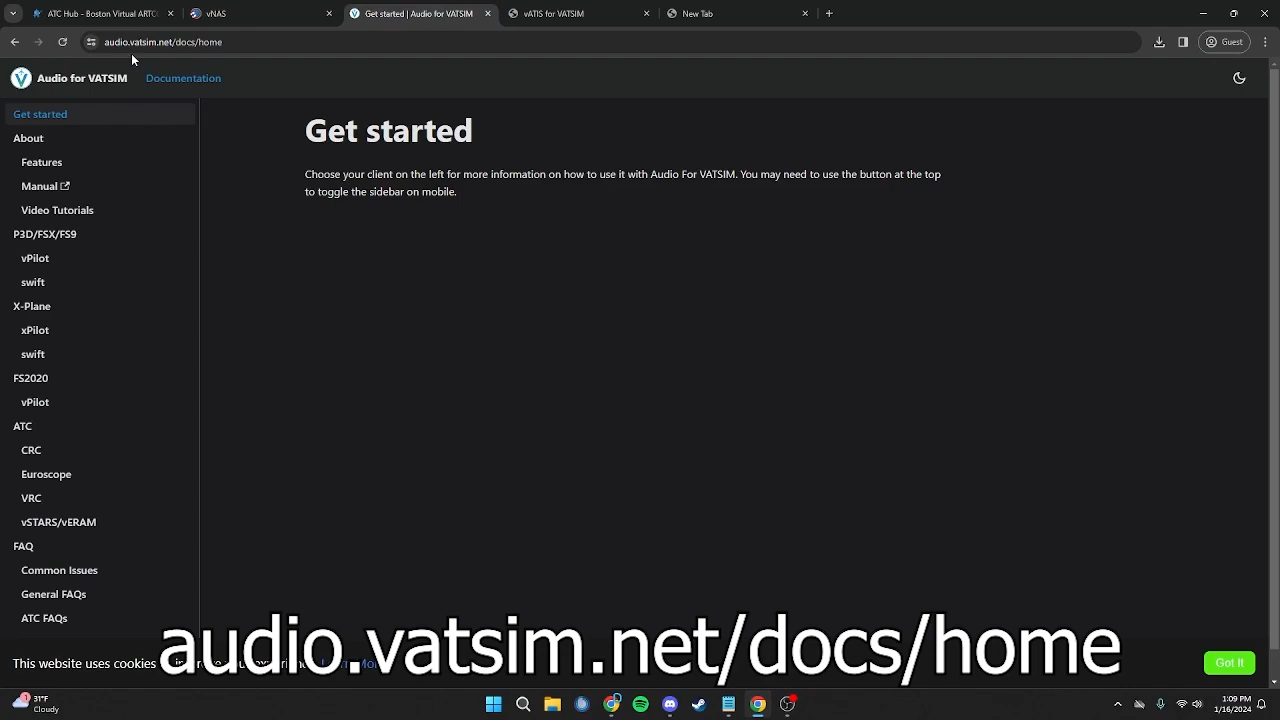 ATC Hub - Boston Virtual ARTC
vNAS
Get started | Audio for VATSIM
vATIS for VATSIM
New Tab
audio.vatsim.net/docs/home
Guest
Audio for VATSIM
Documentation
Get started
About
Features
Manual
Video Tutorials
P3D/FSX/FS9
vPilot
swift
X-Plane
xPilot
swift
FS2020
vPilot
ATC
CRC
Euroscope
VRC
vSTARS/vERAM
FAQ
Common Issues
General FAQs
ATC FAQs
Get started
Choose your client on the left for more information on how to use it with Audio For VATSIM. You may need to use the button at the top
to toggle the sidebar on mobile.
This website uses cookies
Got It
audio.vatsim.net/docs/home
31°F
Cloudy
1:09 PM
1/16/2024